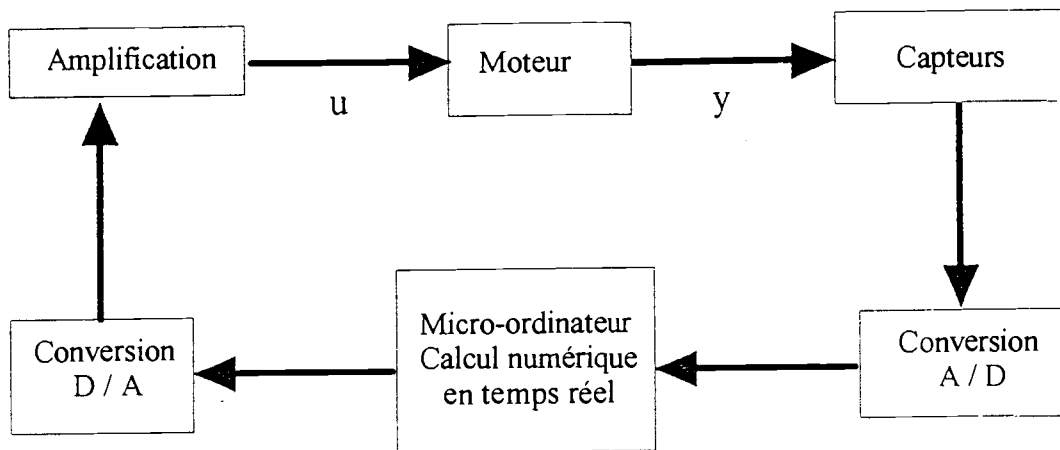 Amplification
Moteur
Capteurs
u
y
Conversion
D / A
Micro-ordinateur
Calcul numérique
en temps réel
Conversion
A / D